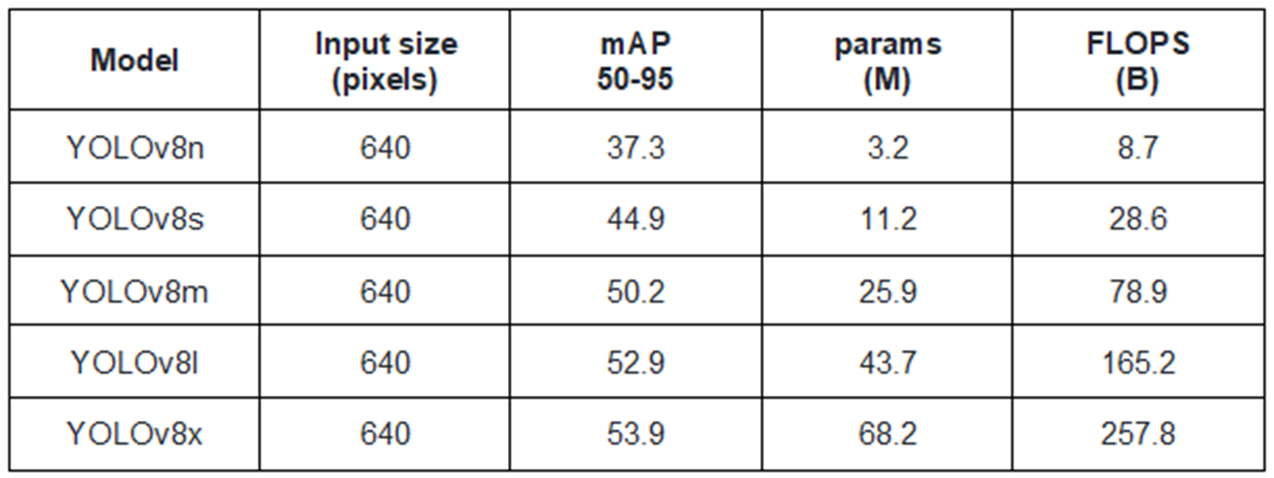 Model Input size (pixels) mAP 50-95 params (M) FLOPS (B)
YOLOv8n 640 37.3 3.2 8.7
YOLOv8s 640 44.9 11.2 28.6
YOLOv8m 640 50.2 25.9 78.9
YOLOv8l 640 52.9 43.7 165.2
YOLOv8x 640 53.9 68.2 257.8